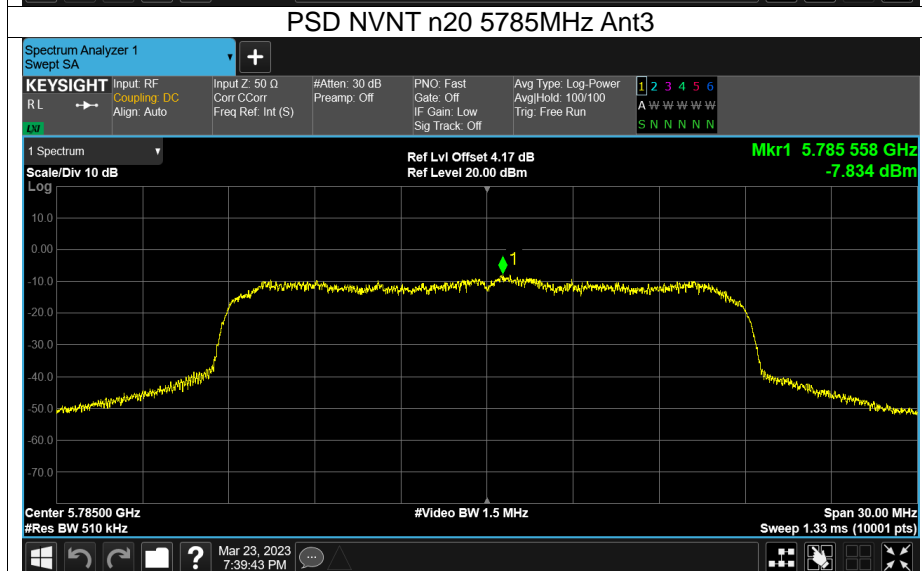 PSD NVNT n20 5785MHz Ant3
Spectrum Analyzer 1
Swept SA
KEYSIGHT
RL
LXI
Input: RF
Coupling: DC
Align: Auto
Input Z: 50 Ω
Corr CCorr
Freq Ref: Int (S)
#Atten: 30 dB
Preamp: Off
PNO: Fast
Gate: Off
IF Gain: Low
Sig Track: Off
Avg Type: Log-Power
Avg|Hold: 100/100
Trig: Free Run
1 2 3 4 5 6
A W W W W W
S N N N N N
1 Spectrum
Scale/Div 10 dB
Log
Ref Lvl Offset 4.17 dB
Ref Level 20.00 dBm
Mkr1 5.785 558 GHz
-7.834 dBm
10.0
0.00
-10.0
-20.0
-30.0
-40.0
-50.0
-60.0
-70.0
1
Center 5.78500 GHz
#Res BW 510 kHz
#Video BW 1.5 MHz
Span 30.00 MHz
Sweep 1.33 ms (10001 pts)
?
Mar 23, 2023
7:39:43 PM